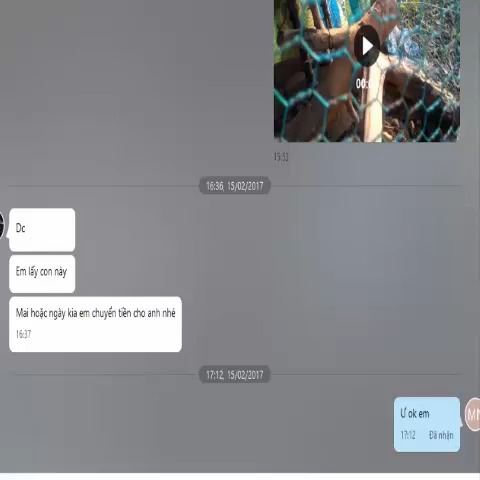 15:53
16:36, 15/02/2017
Dc
Em lấy con này
Mai hoặc ngày kia em chuyển tiền cho anh nhé
16:37
17:12, 15/02/2017
Ư ok em
17:12 Đã nhận